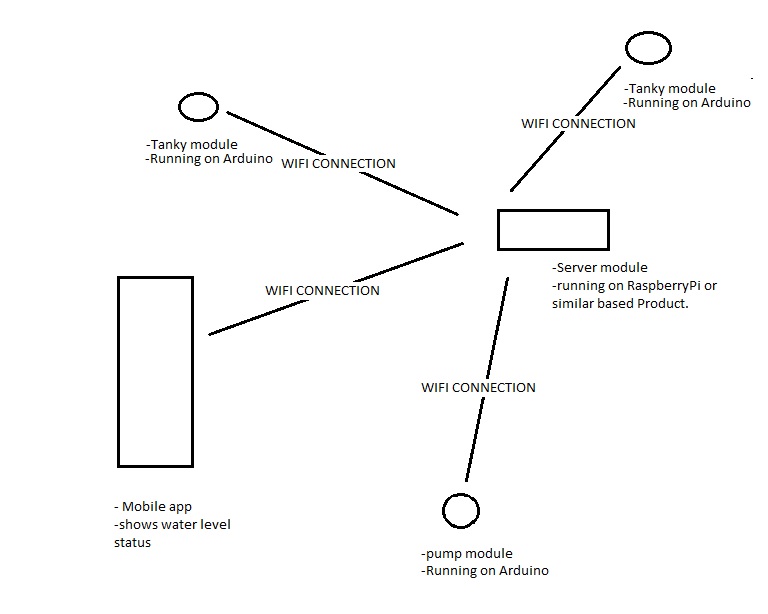 -Tanky module
-Running on Arduino
WIFI CONNECTION
-Tanky module
-Running on Arduino
WIFI CONNECTION
-Server module
-running on RaspberryPi or
similar based Product.
WIFI CONNECTION
WIFI CONNECTION
- Mobile app
-shows water level
status
-pump module
-Running on Arduino